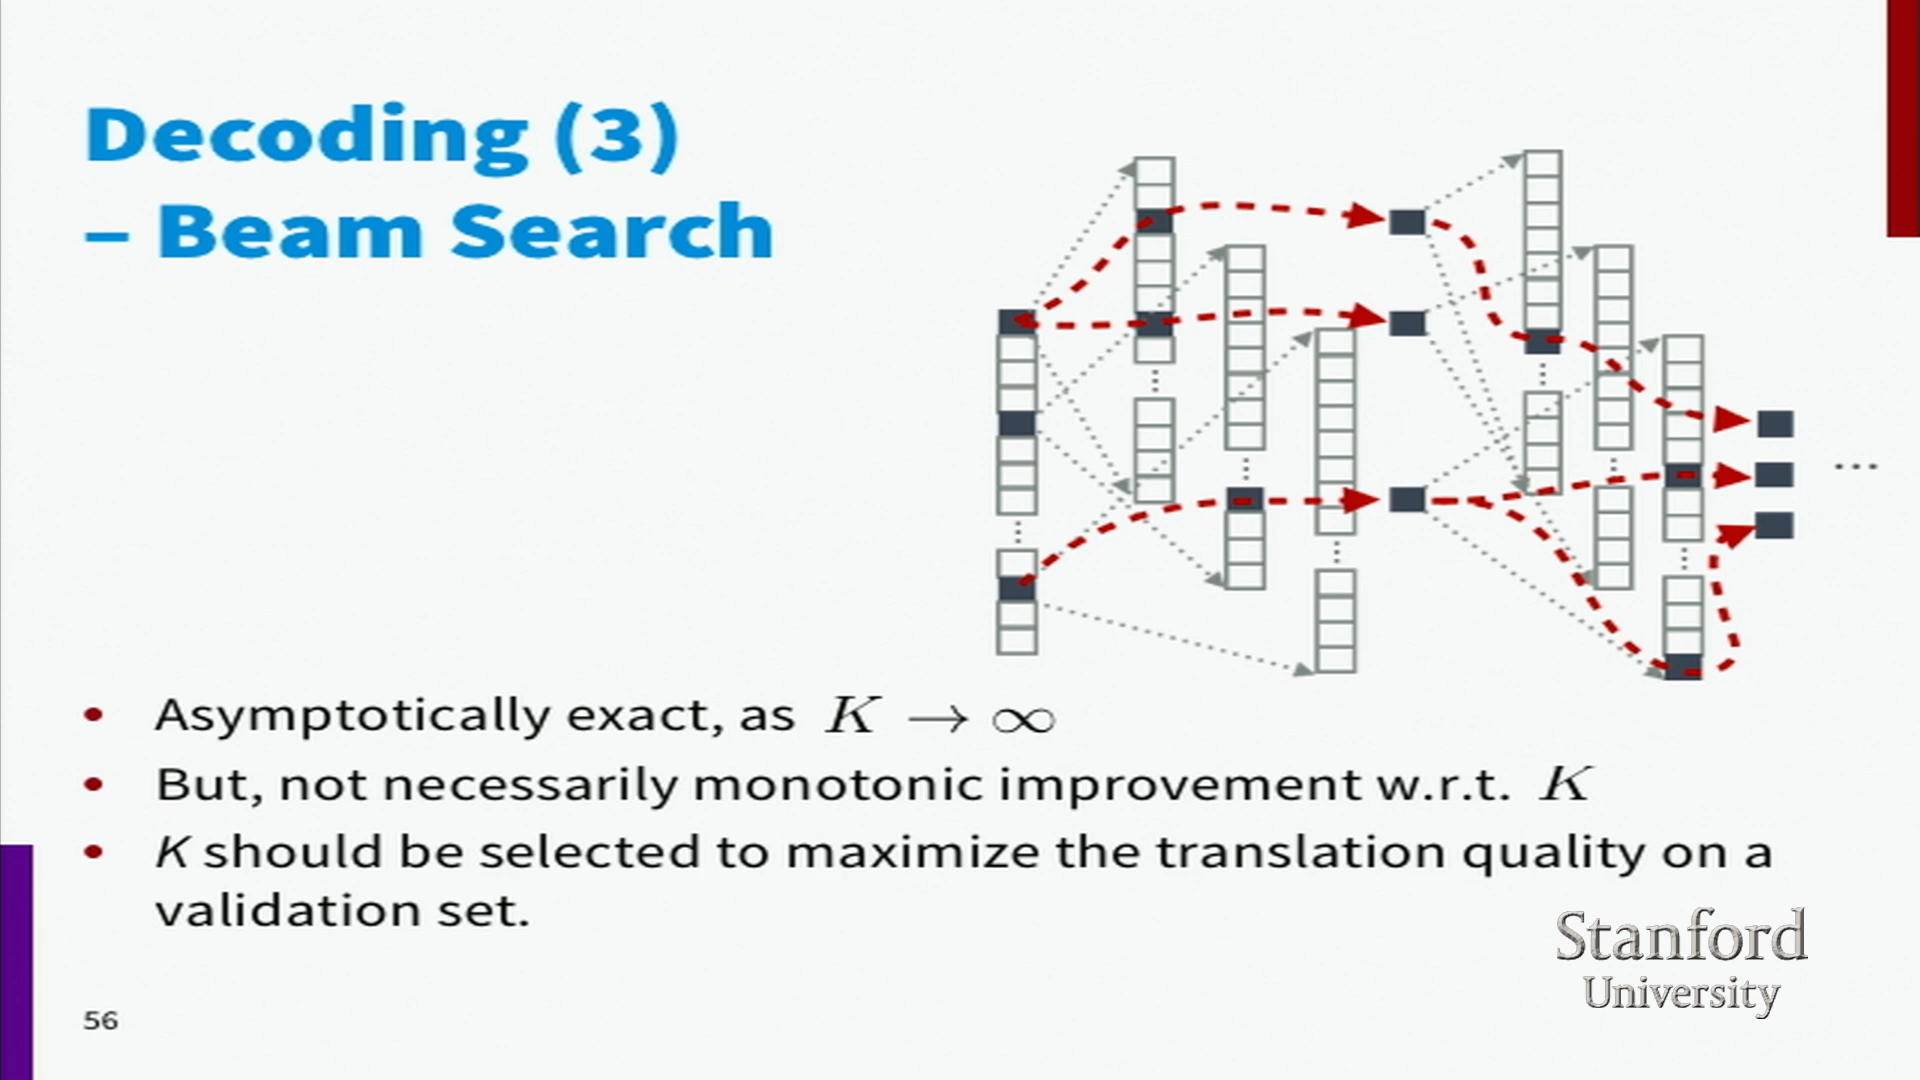 Decoding (3)
– Beam Search
...
• Asymptotically exact, as K → ∞
• But, not necessarily monotonic improvement w.r.t. K
• K should be selected to maximize the translation quality on a
validation set.
Stanford
University
56